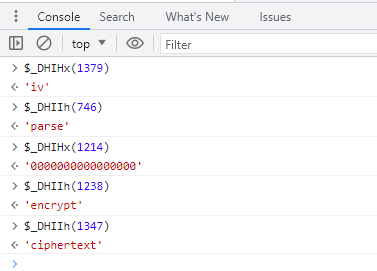 Console Search What's New Issues
top Filter
> $_DHIHx(1379)
'iv'
> $_DHIIh(746)
'parse'
> $_DHIHx(1214)
'0000000000000000'
> $_DHIIh(1238)
'encrypt'
> $_DHIIh(1347)
'ciphertext'
>